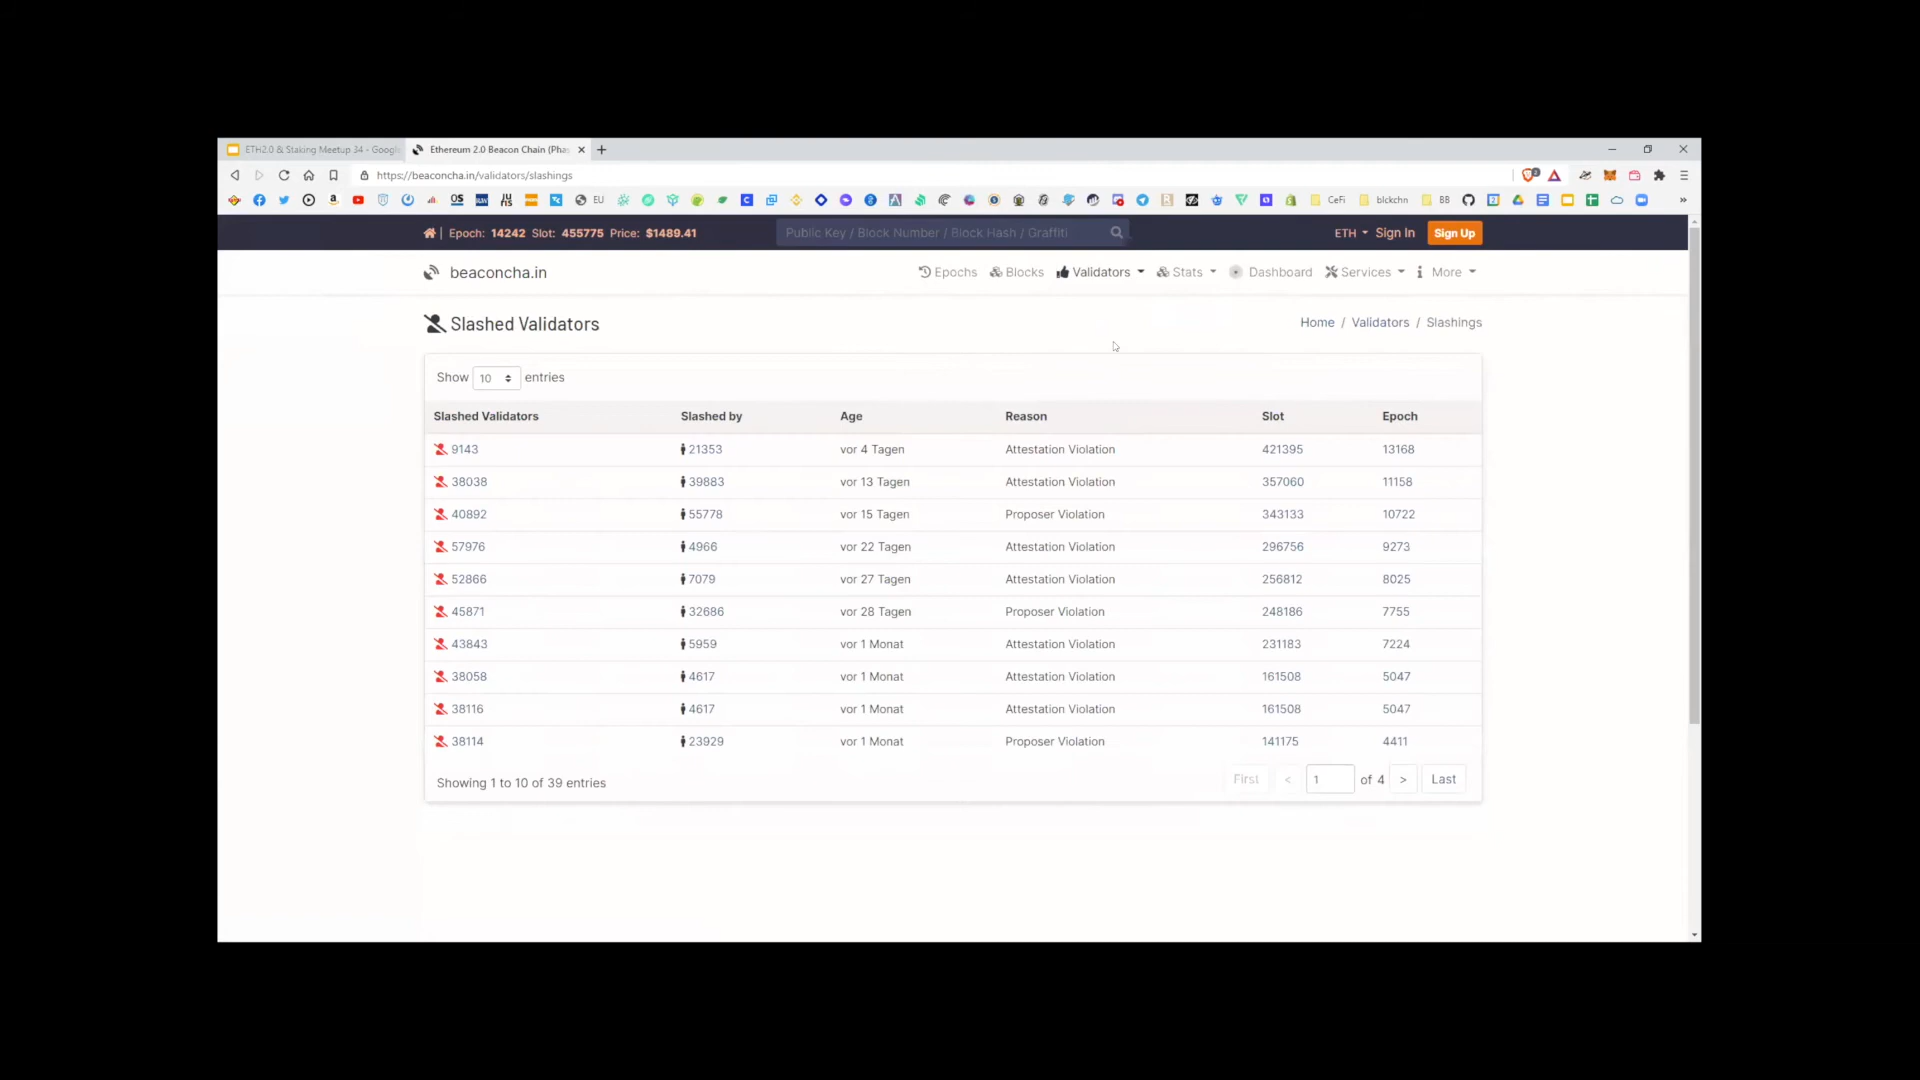 ETH2.0 & Staking Meetup 34 - Googl
Ethereum 2.0 Beacon Chain (Pha
https://beaconcha.in/validators/slashings
EU
CeFi
blckchn
BB
Epoch: 14242 Slot: 455775 Price: $1489.41
Public Key / Block Number / Block Hash / Graffiti
ETH
Sign In
Sign Up
beaconcha.in
Epochs
Blocks
Validators
Stats
Dashboard
Services
More
Slashed Validators
Home / Validators / Slashings
Show 10 entries
Slashed Validators Slashed by Age Reason Slot Epoch
9143 21353 vor 4 Tagen Attestation Violation 421395 13168
38038 39883 vor 13 Tagen Attestation Violation 357060 11158
40892 55778 vor 15 Tagen Proposer Violation 343133 10722
57976 4966 vor 22 Tagen Attestation Violation 296756 9273
52866 7079 vor 27 Tagen Attestation Violation 256812 8025
45871 32686 vor 28 Tagen Proposer Violation 248186 7755
43843 5959 vor 1 Monat Attestation Violation 231183 7224
38058 4617 vor 1 Monat Attestation Violation 161508 5047
38116 4617 vor 1 Monat Attestation Violation 161508 5047
38114 23929 vor 1 Monat Proposer Violation 141175 4411
Showing 1 to 10 of 39 entries
First < 1 of 4 > Last